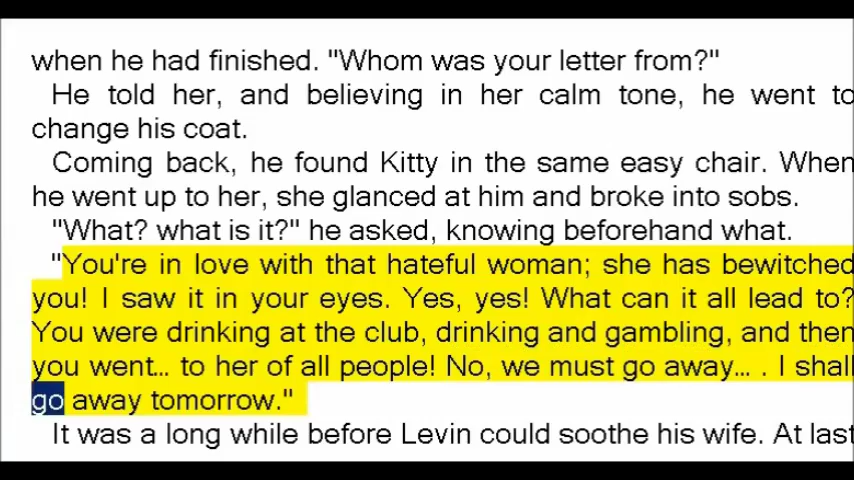 when he had finished. "Whom was your letter from?"
He told her, and believing in her calm tone, he went to
change his coat.
Coming back, he found Kitty in the same easy chair. When
he went up to her, she glanced at him and broke into sobs.
"What? what is it?" he asked, knowing beforehand what.
"You're in love with that hateful woman; she has bewitched
you! I saw it in your eyes. Yes, yes! What can it all lead to?
You were drinking at the club, drinking and gambling, and then
you went... to her of all people! No, we must go away... . I shall
go away tomorrow."
It was a long while before Levin could soothe his wife. At last